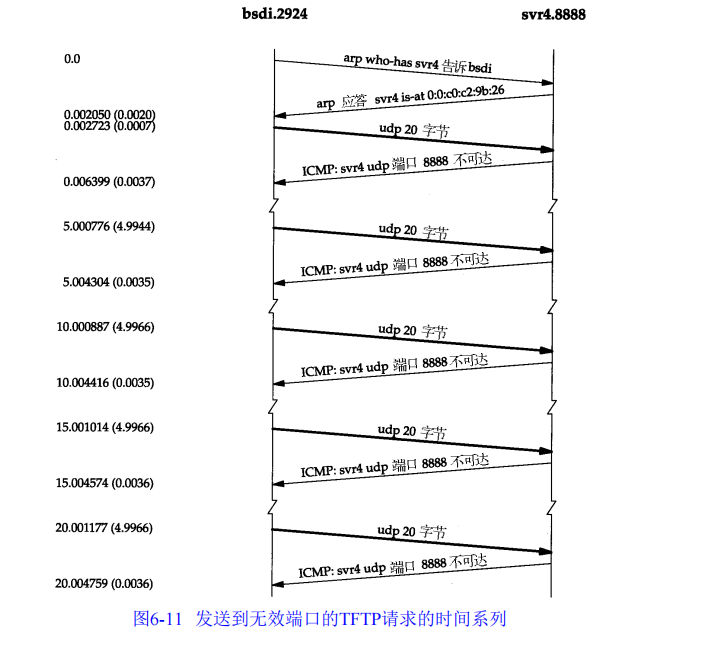 bsdi.2924 svr4.8888
0.0
arp who-has svr4 告诉 bsdi
arp 应答 svr4 is-at 0:0:c0:c2:9b:26
0.002050 (0.0020)
0.002723 (0.0007)
udp 20 字节
ICMP: svr4 udp 端口 8888 不可达
0.006399 (0.0037)
5.000776 (4.9944)
udp 20 字节
ICMP: svr4 udp 端口 8888 不可达
5.004304 (0.0035)
10.000887 (4.9966)
udp 20 字节
ICMP: svr4 udp 端口 8888 不可达
10.004416 (0.0035)
15.001014 (4.9966)
udp 20 字节
ICMP: svr4 udp 端口 8888 不可达
15.004574 (0.0036)
20.001177 (4.9966)
udp 20 字节
ICMP: svr4 udp 端口 8888 不可达
20.004759 (0.0036)
图6-11 发送到无效端口的TFTP请求的时间系列